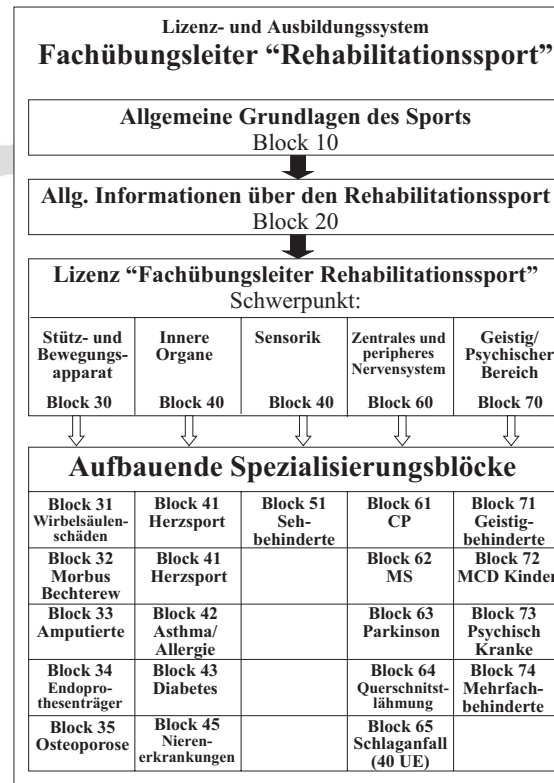 Lizenz- und Ausbildungssystem
Fachübungsleiter “Rehabilitationssport”
Allgemeine Grundlagen des Sports
Block 10
Allg. Informationen über den Rehabilitationssport
Block 20
Lizenz “Fachübungsleiter Rehabilitationssport”
Schwerpunkt:
Stütz- und
Bewegungs-
apparat
Block 30
Innere
Organe
Block 40
Sensorik
Block 40
Zentrales und
peripheres
Nervensystem
Block 60
Geistig/
Psychischer
Bereich
Block 70
Aufbauende Spezialisierungsblöcke
Block 31
Wirbelsäulen-
schäden
Block 41
Herzsport
Block 51
Seh-
behinderte
Block 61
CP
Block 71
Geistig-
behinderte
Block 32
Morbus
Bechterew
Block 41
Herzsport
Block 62
MS
Block 72
MCD Kinder
Block 33
Amputierte
Block 42
Asthma/
Allergie
Block 63
Parkinson
Block 73
Psychisch
Kranke
Block 34
Endopro-
thesenträger
Block 43
Diabetes
Block 64
Querschnitst-
lähmung
Block 74
Mehrfach-
behinderte
Block 35
Osteoporose
Block 45
Nieren-
erkrankungen
Block 65
Schlaganfall
(40 UE)